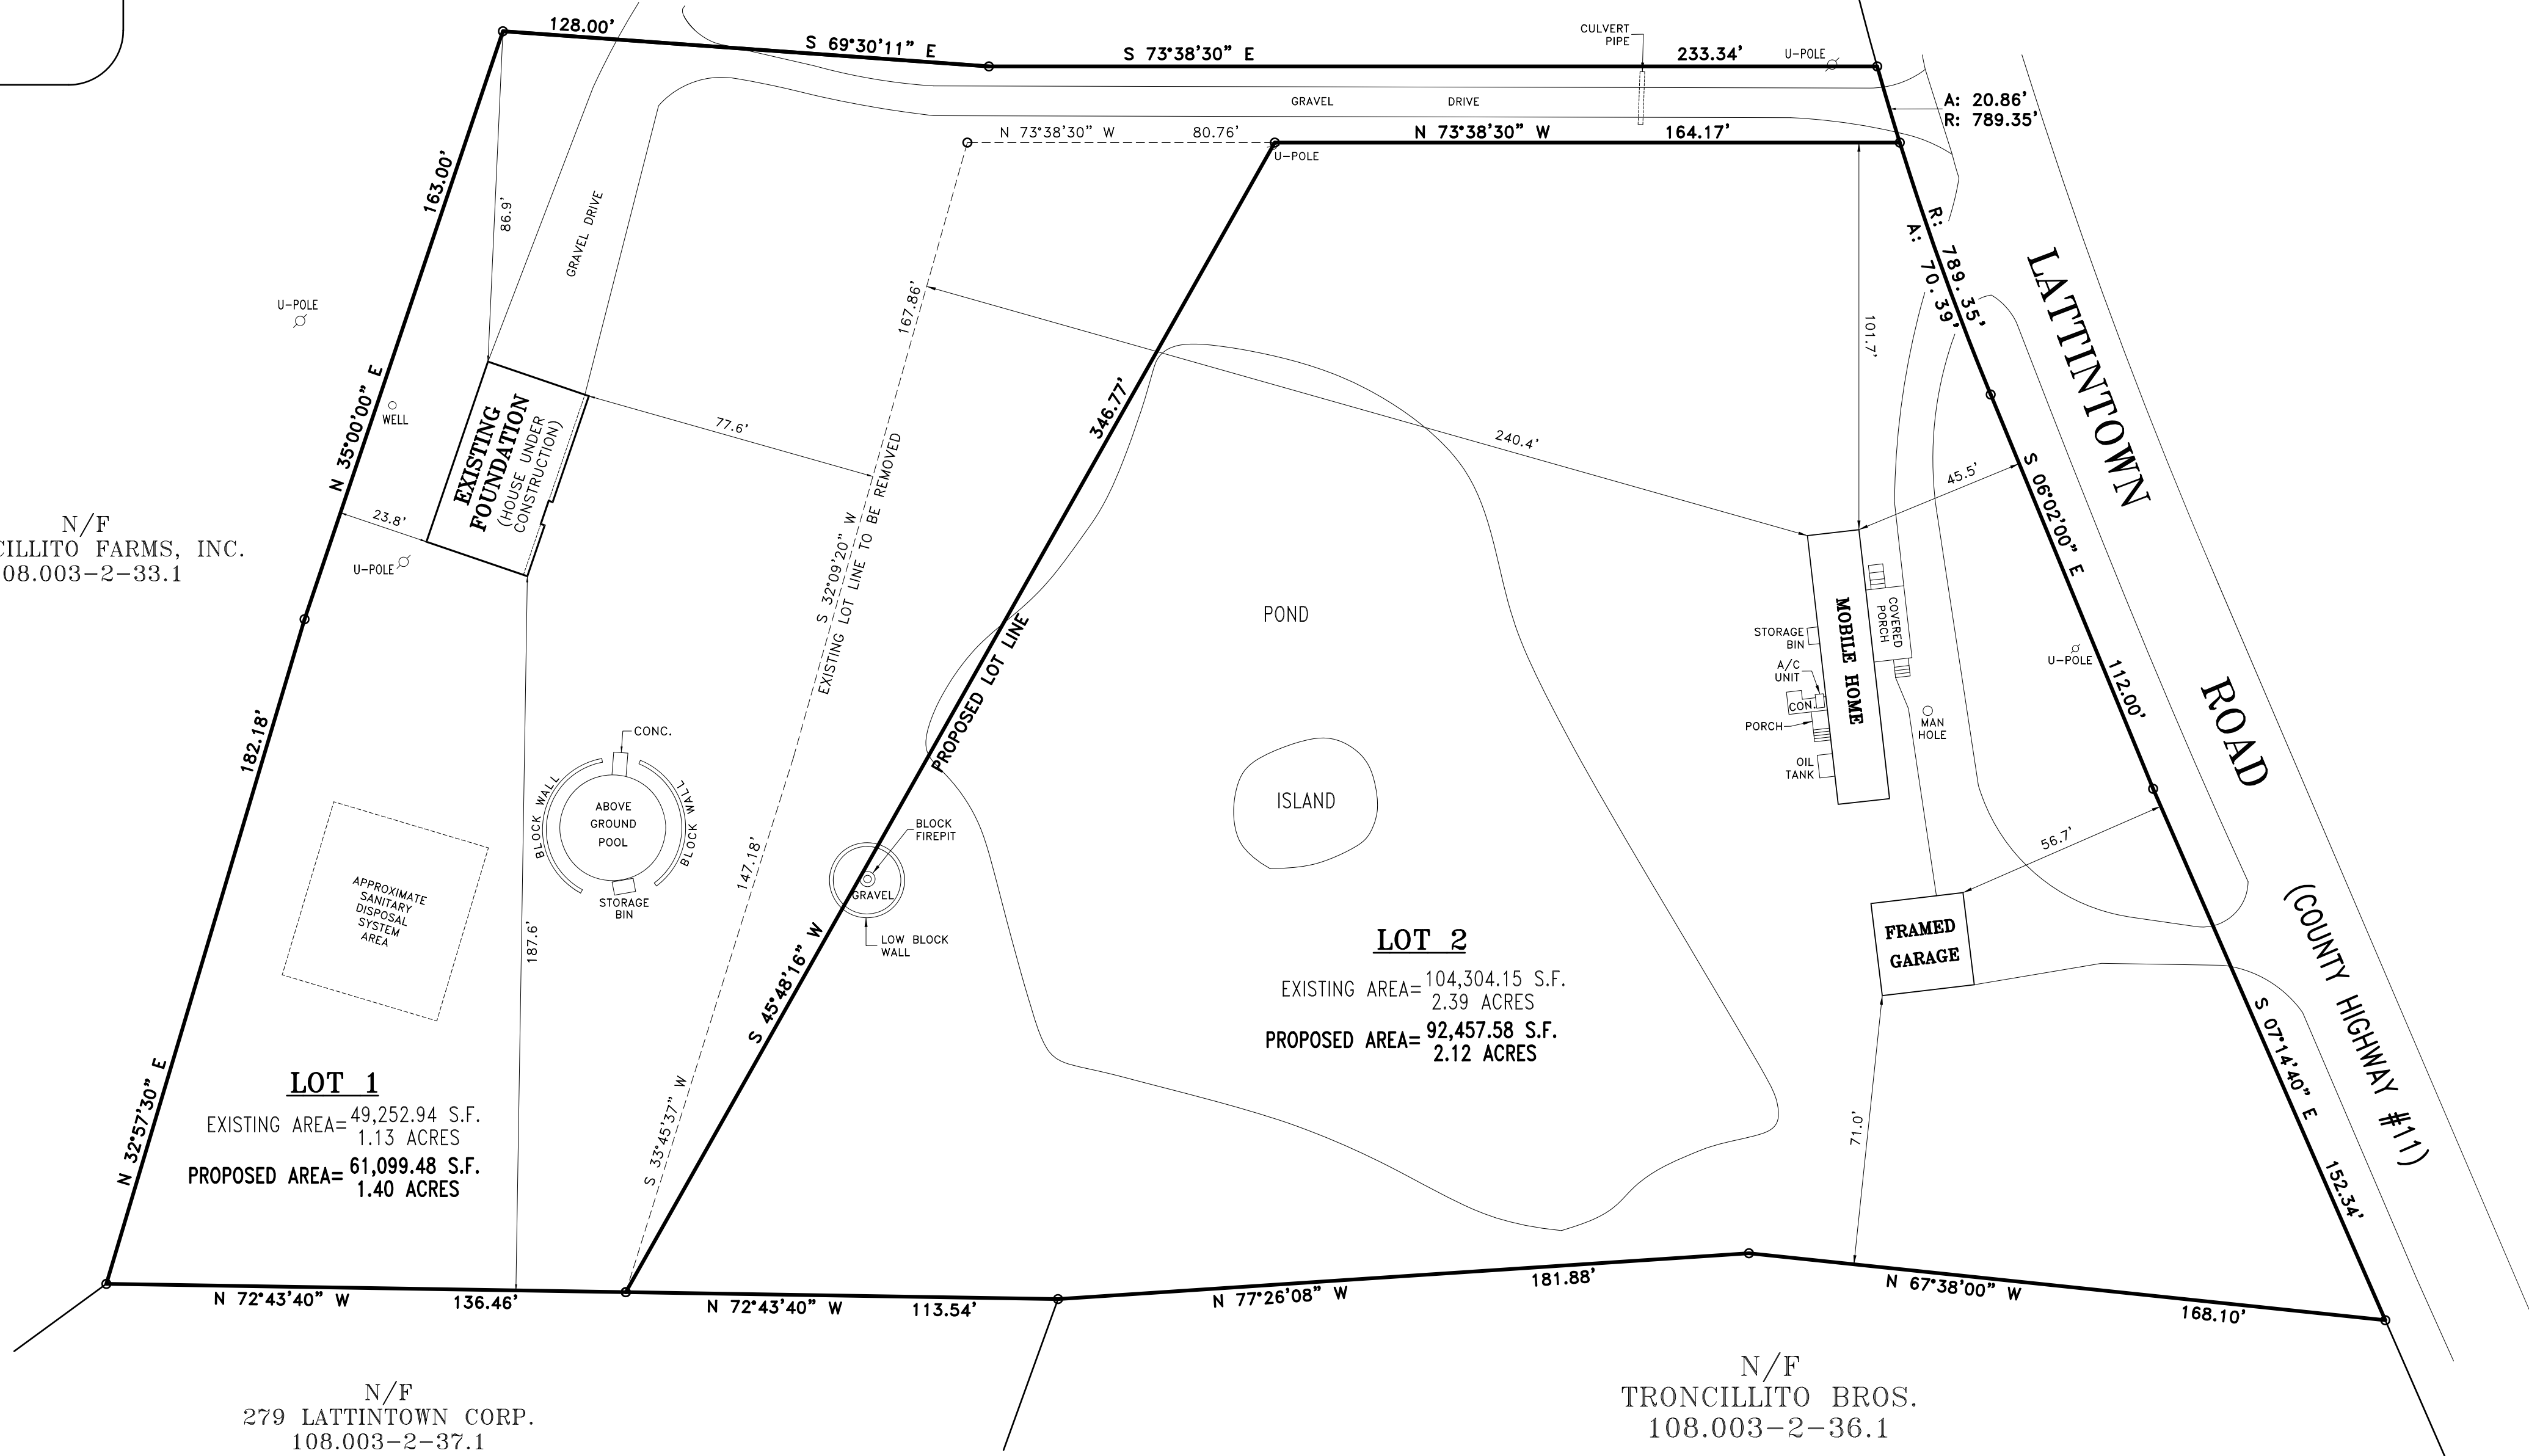 128.00'
S 69°30'11" E
S 73°38'30" E
CULVERT
PIPE
233.34'
U-POLE
GRAVEL DRIVE
A: 20.86'
R: 789.35'
N 73°38'30" W 80.76'
N 73°38'30" W 164.17'
U-POLE
163.00'
86.9'
GRAVEL DRIVE
R: 789.35'
A: 70.39'
LATTINTOWN
ROAD
(COUNTY HIGHWAY #11)
U-POLE
167.86'
101.7'
N 35°00'00" E
WELL
EXISTING
FOUNDATION
(HOUSE UNDER
CONSTRUCTION)
77.6'
346.77'
240.4'
45.5'
S 06°02'00" E
N/F
CILLITO FARMS, INC.
08.003-2-33.1
23.8'
U-POLE
S 32°09'20" W
EXISTING LOT LINE TO BE REMOVED
PROPOSED LOT LINE
POND
MOBILE HOME
COVERED
PORCH
STORAGE
BIN
A/C
UNIT
CON.
PORCH
OIL
TANK
MAN
HOLE
U-POLE
112.00'
182.18'
CONC.
BLOCK WALL
ABOVE
GROUND
POOL
BLOCK WALL
STORAGE
BIN
147.18'
BLOCK
FIREPIT
GRAVEL
LOW BLOCK
WALL
ISLAND
56.7'
FRAMED
GARAGE
APPROXIMATE
SANITARY
DISPOSAL
SYSTEM
AREA
187.6'
S 45°48'16" W
LOT 2
EXISTING AREA= 104,304.15 S.F.
2.39 ACRES
PROPOSED AREA= 92,457.58 S.F.
2.12 ACRES
S 07°14'40" E
152.34'
71.0'
N 32°57'30" E
LOT 1
EXISTING AREA= 49,252.94 S.F.
1.13 ACRES
PROPOSED AREA= 61,099.48 S.F.
1.40 ACRES
S 33°45'37" W
N 72°43'40" W 136.46'
N 72°43'40" W 113.54'
N 77°26'08" W 181.88'
N 67°38'00" W 168.10'
N/F
279 LATTINTOWN CORP.
108.003-2-37.1
N/F
TRONCILLITO BROS.
108.003-2-36.1